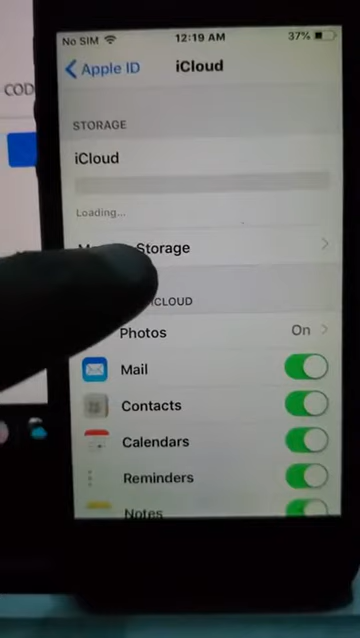 COD
No SIM 12:19 AM 37%
Apple ID iCloud
STORAGE
iCloud
Loading...
Storage
ICLOUD
Photos On
Mail
Contacts
Calendars
Reminders
Notes